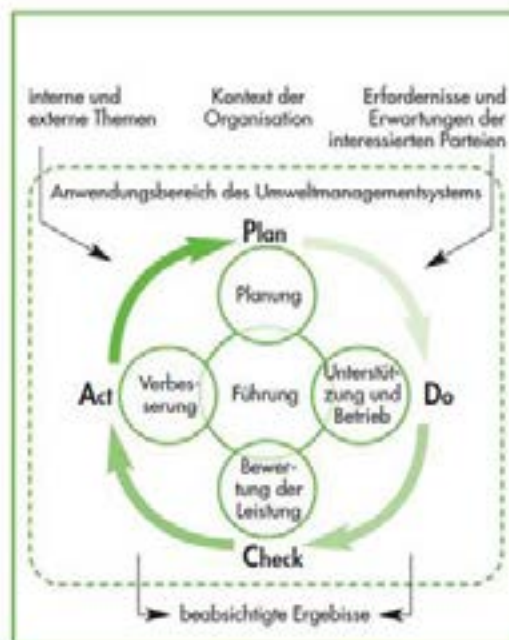 interne und
externe Themen
Kontext der
Organisation
Erfordernisse und
Erwartungen der
interessierten Parteien
Anwendungsbereich des Umweltmanagementsystems
Plan
Planung
Act
Verbes-
serung
Führung
Unterstüt-
zung und
Betrieb
Do
Bewer-
tung der
Leistung
Check
beabsichtigte Ergebnisse